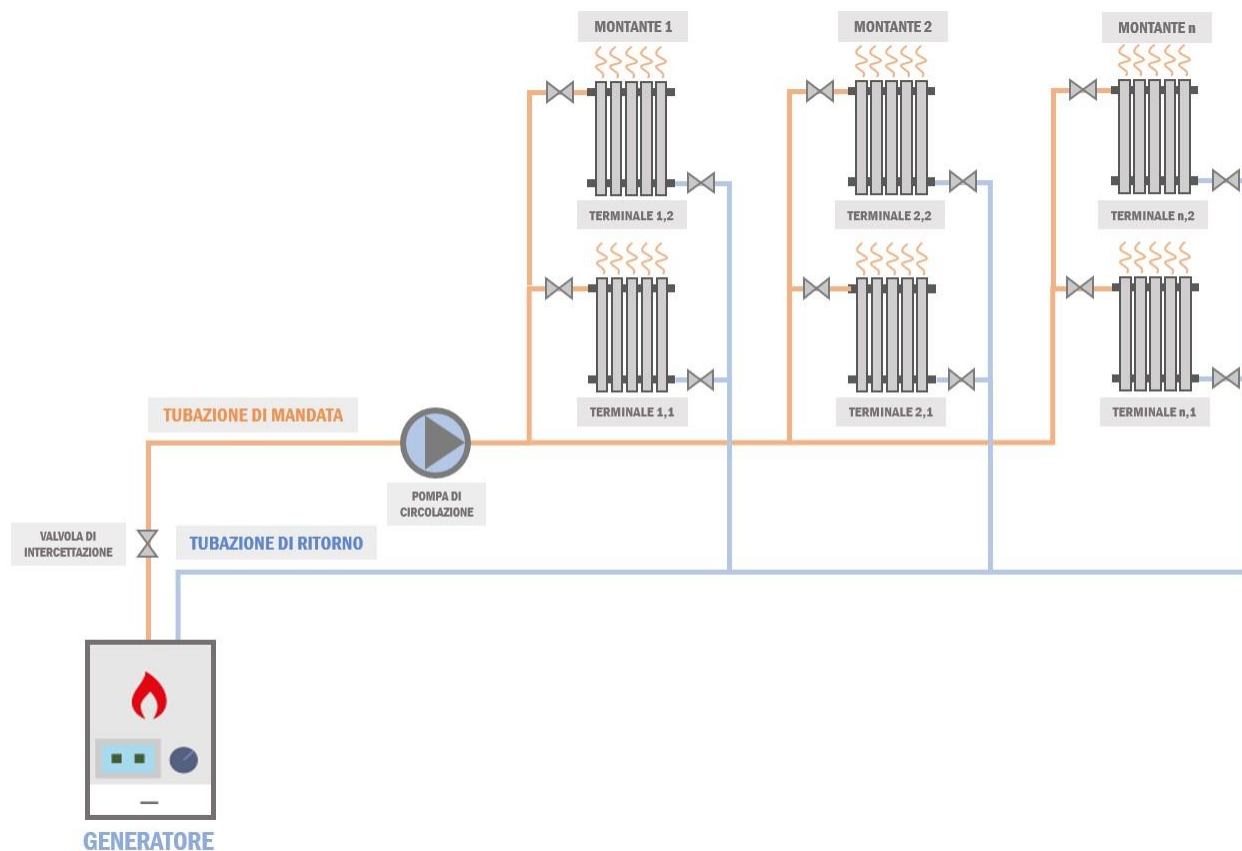 MONTANTE 1
MONTANTE 2
MONTANTE n
TERMINALE 1,2
TERMINALE 2,2
TERMINALE n,2
TERMINALE 1,1
TERMINALE 2,1
TERMINALE n,1
TUBAZIONE DI MANDATA
POMPA DI
CIRCOLAZIONE
VALVOLA DI
INTERCETTAZIONE
TUBAZIONE DI RITORNO
GENERATORE